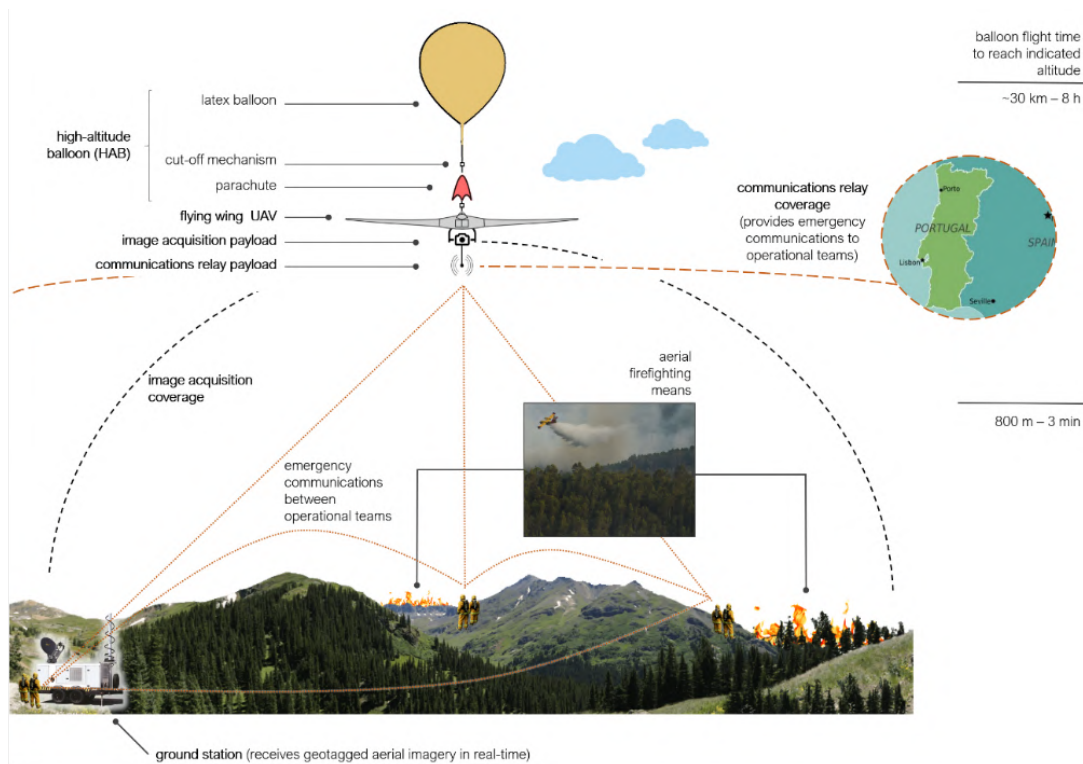 balloon flight time
to reach indicated
altitude
~30 km – 8 h
latex balloon
high-altitude
balloon (HAB)
cut-off mechanism
parachute
flying wing UAV
image acquisition payload
communications relay payload
communications relay
coverage
(provides emergency
communications to
operational teams)
Porto
PORTUGAL
SPAIN
Lisbon
Seville
image acquisition
coverage
aerial
firefighting
means
800 m – 3 min
emergency
communications
between
operational teams
ground station (receives geotagged aerial imagery in real-time)